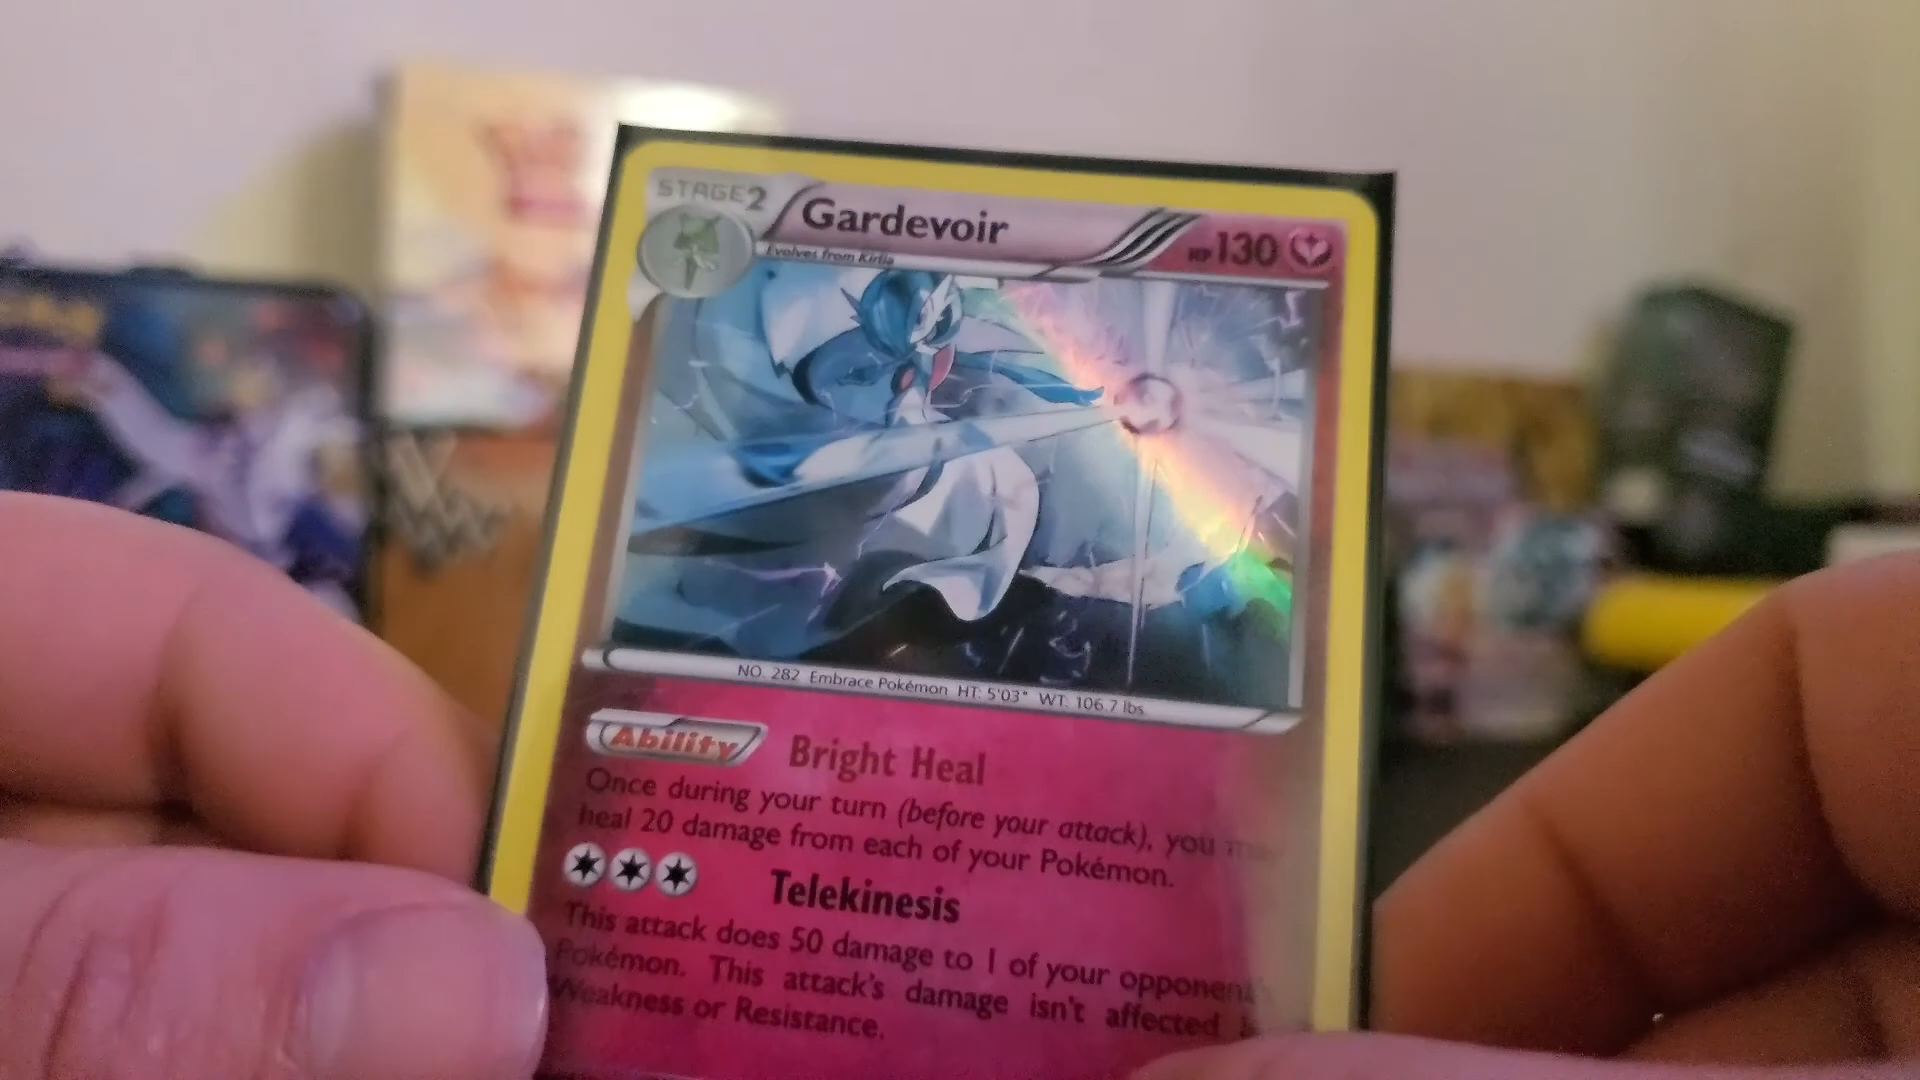 STAGE2
Gardevoir
HP130
Evolves from Kirlia
NO. 282 Embrace Pokémon HT: 5'03" WT: 106.7 lbs.
Ability Bright Heal
Once during your turn (before your attack), you
heal 20 damage from each of your Pokémon.
Telekinesis
This attack does 50 damage to 1 of your opponent's
Pokémon. This attack's damage isn't affected
Weakness or Resistance.